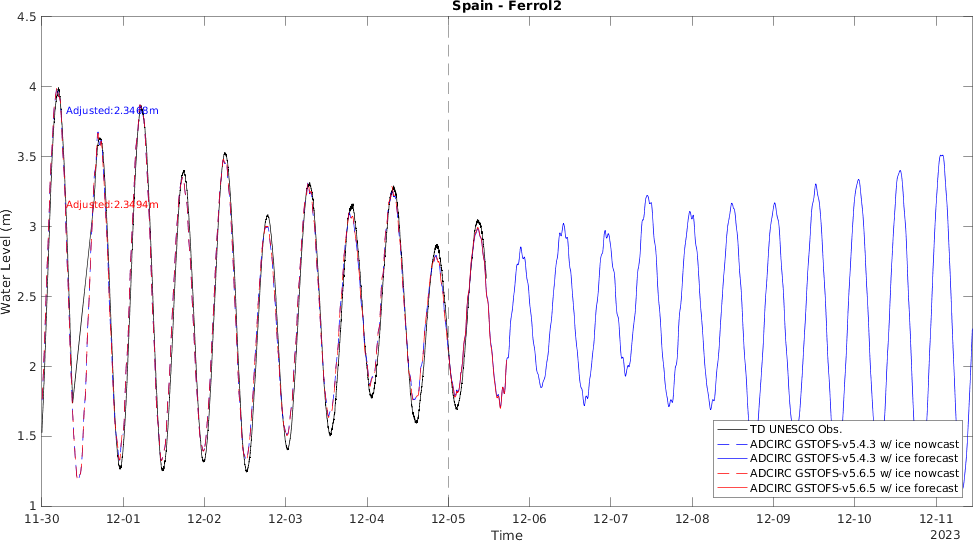 Spain - Ferrol2
4.5
4
3.5
3
2.5
2
1.5
1
Water Level (m)
Adjusted:2.3463m
Adjusted:2.3494m
TD UNESCO Obs.
ADCIRC GSTOFS-v5.4.3 w/ ice nowcast
ADCIRC GSTOFS-v5.4.3 w/ ice forecast
ADCIRC GSTOFS-v5.6.5 w/ ice nowcast
ADCIRC GSTOFS-v5.6.5 w/ ice forecast
11-30 12-01 12-02 12-03 12-04 12-05 12-06 12-07 12-08 12-09 12-10 12-11
Time
2023